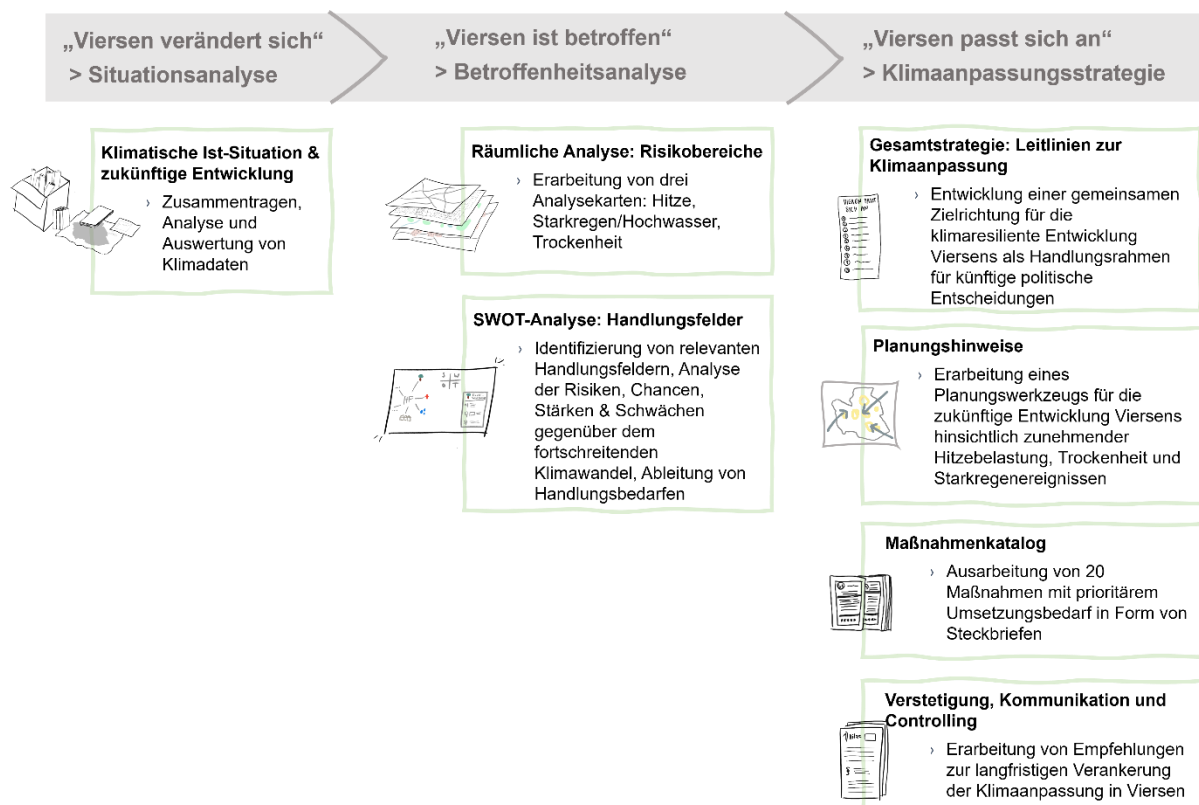 „Viersen verändert sich“
> Situationsanalyse
„Viersen ist betroffen“
> Betroffenheitsanalyse
„Viersen passt sich an“
> Klimaanpassungsstrategie
Klimatische Ist-Situation &
zukünftige Entwicklung
› Zusammentragen,
Analyse und
Auswertung von
Klimadaten
Räumliche Analyse: Risikobereiche
› Erarbeitung von drei
Analysekarten: Hitze,
Starkregen/Hochwasser,
Trockenheit
SWOT-Analyse: Handlungsfelder
› Identifizierung von relevanten
Handlungsfeldern, Analyse
der Risiken, Chancen,
Stärken & Schwächen
gegenüber dem
fortschreitenden
Klimawandel, Ableitung von
Handlungsbedarfen
S W
O T
HF
Gesamtstrategie: Leitlinien zur
Klimaanpassung
› Entwicklung einer gemeinsamen
Zielrichtung für die
klimaresiliente Entwicklung
Viersens als Handlungsrahmen
für künftige politische
Entscheidungen
Planungshinweise
› Erarbeitung eines
Planungswerkzeugs für die
zukünftige Entwicklung Viersens
hinsichtlich zunehmender
Hitzebelastung, Trockenheit und
Starkregenereignissen
Maßnahmenkatalog
› Ausarbeitung von 20
Maßnahmen mit prioritärem
Umsetzungsbedarf in Form von
Steckbriefen
Verstetigung, Kommunikation und
Controlling
› Erarbeitung von Empfehlungen
zur langfristigen Verankerung
der Klimaanpassung in Viersen